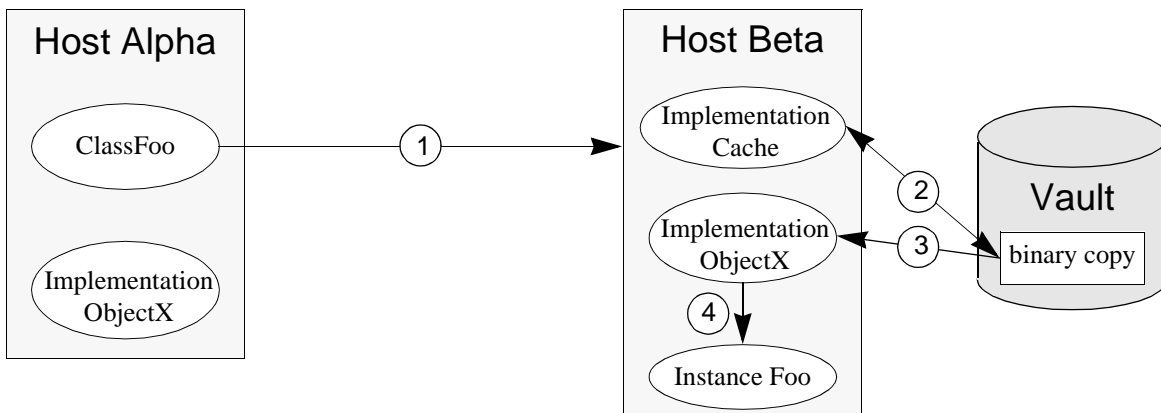 Host Alpha
ClassFoo
Implementation
ObjectX
1
Host Beta
Implementation
Cache
Implementation
ObjectX
4
Instance Foo
2
3
Vault
binary copy